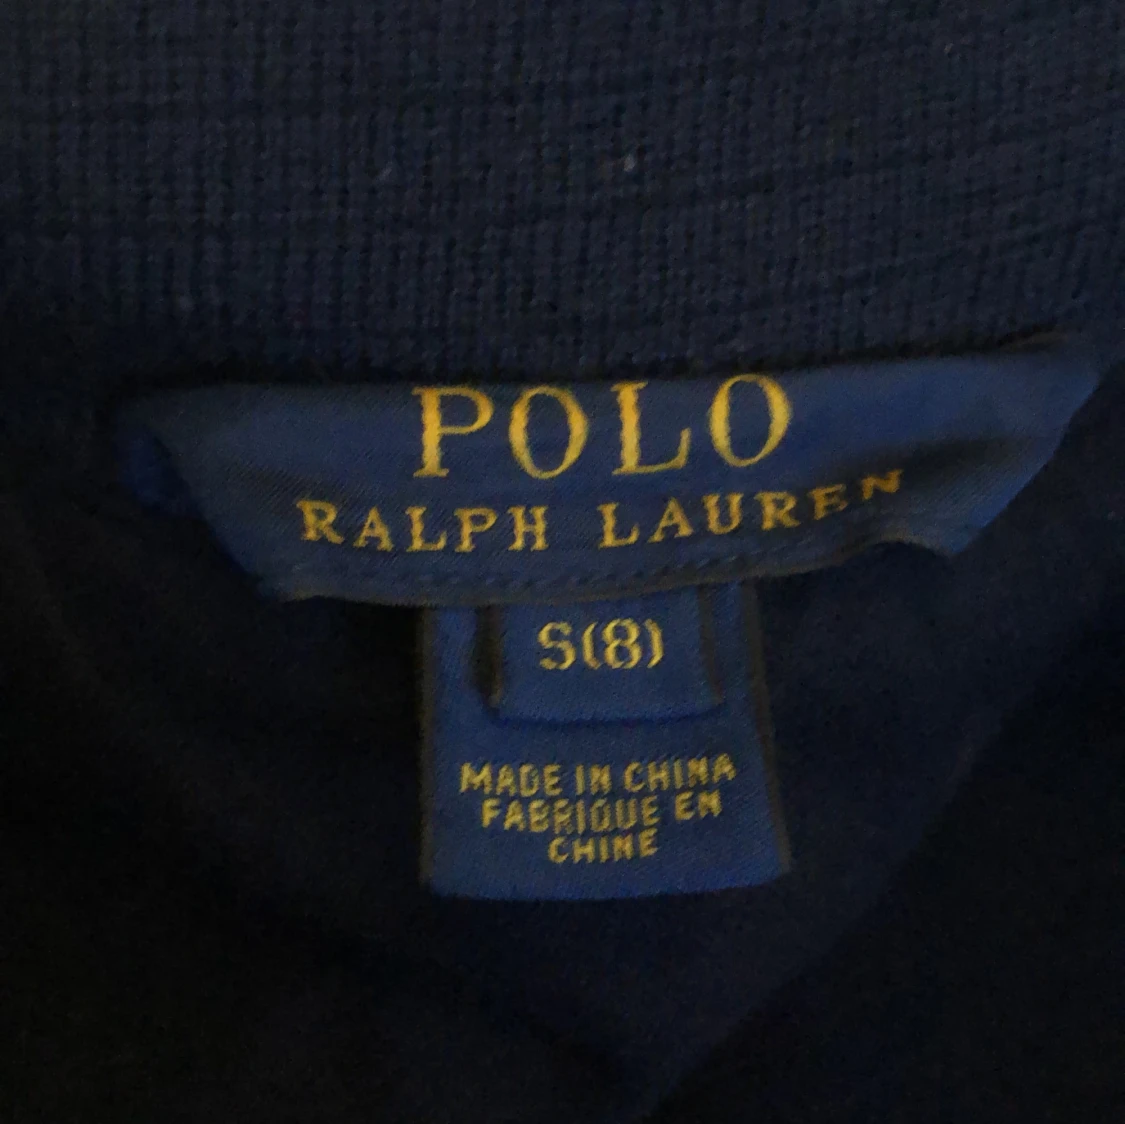 POLO
RALPH LAUREN
S(8)
MADE IN CHINA
FABRIQUE EN
CHINE